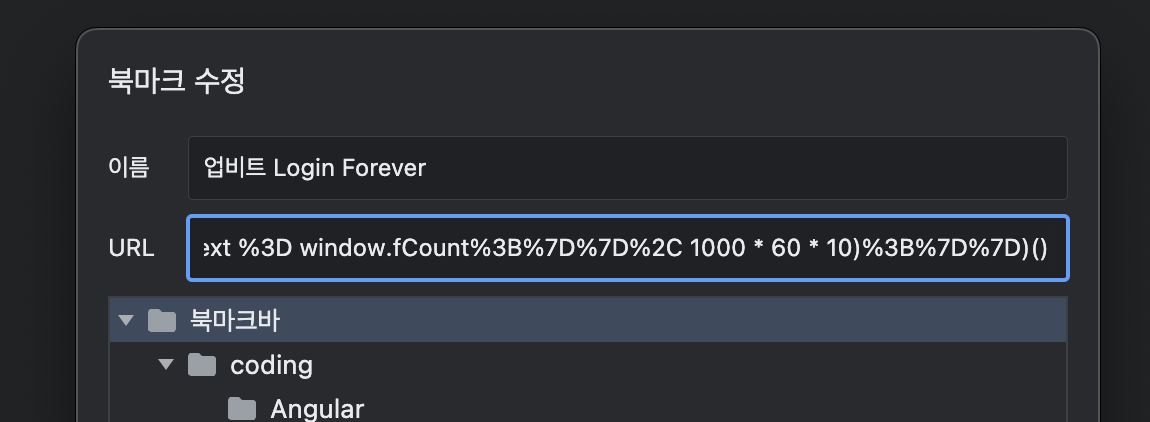 북마크 수정
이름 업비트 Login Forever
URL ext %3D window.fCount%3B%7D%7D%2C 1000 * 60 * 10)%3B%7D%7D)()
북마크바
coding
Angular